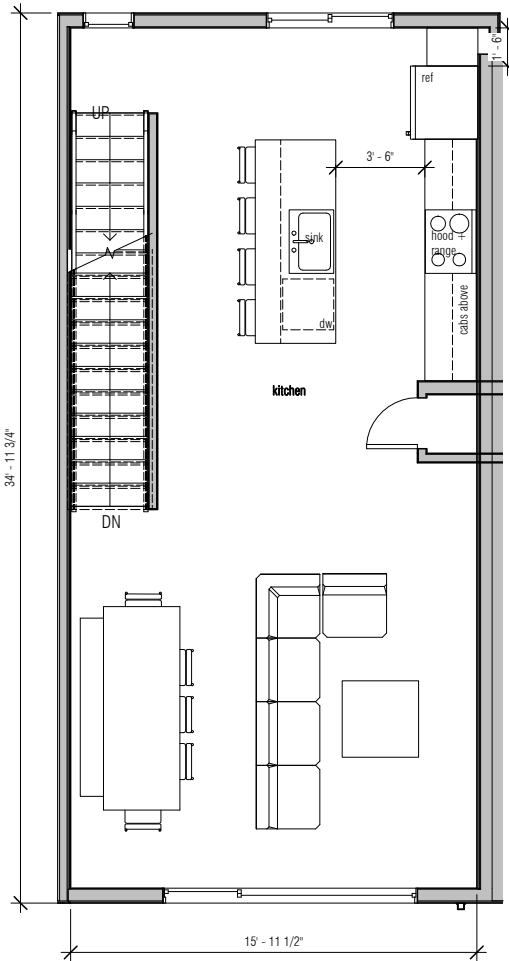 1' - 6"
ref
UP
3' - 6"
sink
hood +
range
cabs above
dw
kitchen
34' - 11 3/4"
DN
15' - 11 1/2"